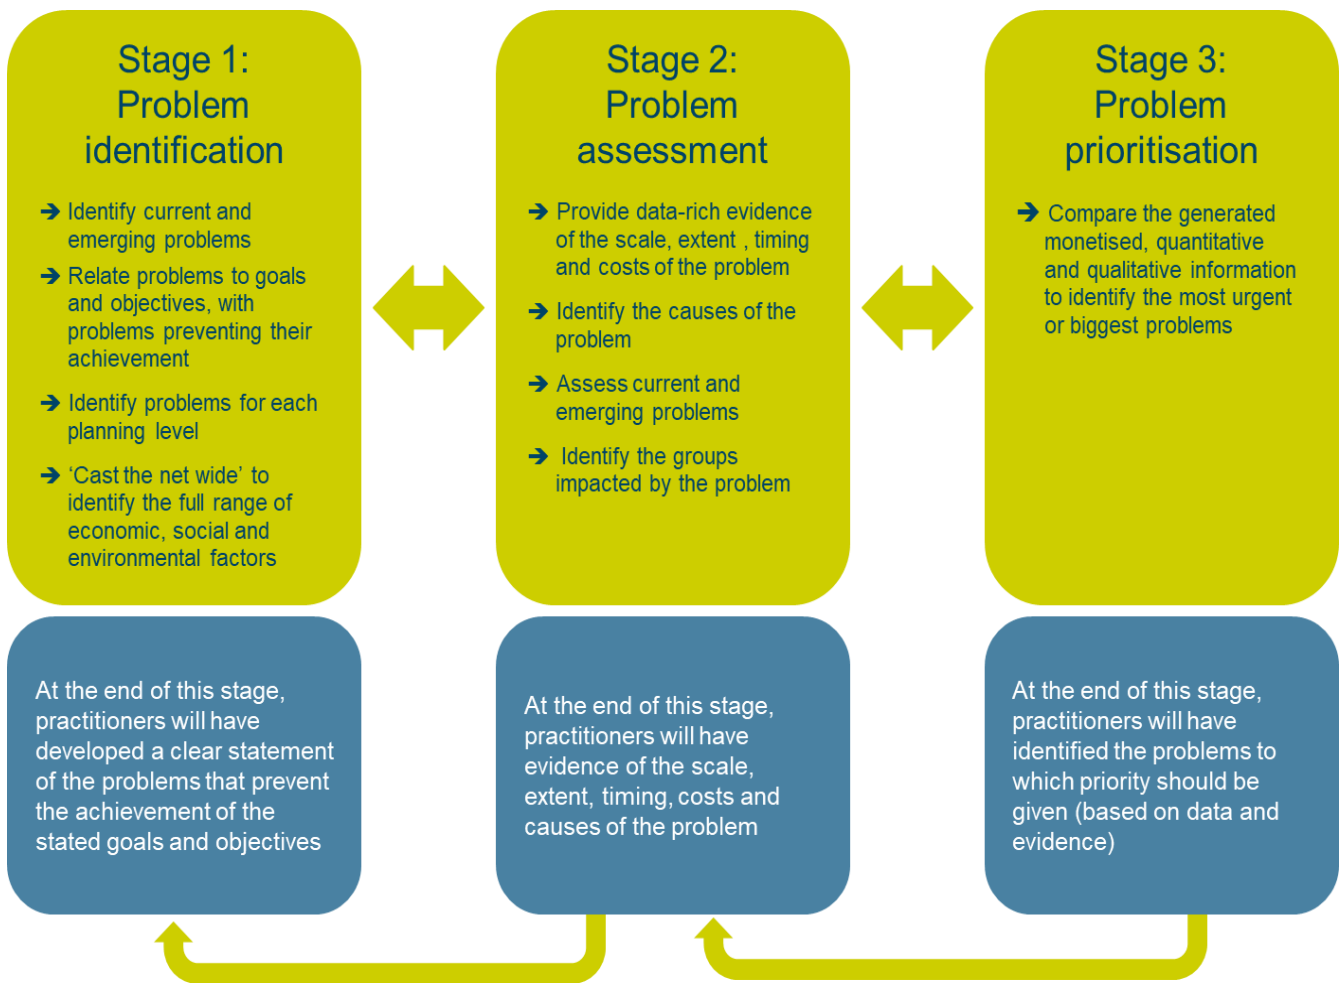 Stage 1:
Problem
identification
➔ Identify current and
emerging problems
➔ Relate problems to goals
and objectives, with
problems preventing their
achievement
➔ Identify problems for each
planning level
➔ ‘Cast the net wide’ to
identify the full range of
economic, social and
environmental factors
At the end of this stage,
practitioners will have
developed a clear statement
of the problems that prevent
the achievement of the
stated goals and objectives
Stage 2:
Problem
assessment
➔ Provide data-rich evidence
of the scale, extent , timing
and costs of the problem
➔ Identify the causes of the
problem
➔ Assess current and
emerging problems
➔ Identify the groups
impacted by the problem
At the end of this stage,
practitioners will have
evidence of the scale,
extent, timing, costs and
causes of the problem
Stage 3:
Problem
prioritisation
➔ Compare the generated
monetised, quantitative
and qualitative information
to identify the most urgent
or biggest problems
At the end of this stage,
practitioners will have
identified the problems to
which priority should be
given (based on data and
evidence)